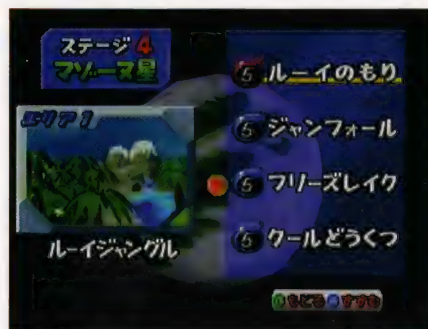 ステージ 4
マゾーヌ星
エリア 1
ルーイジャングル
5 ルーイのもり
5 ジャンフォール
5 フリーズレイク
5 クールどうくつ
もどる すすむ